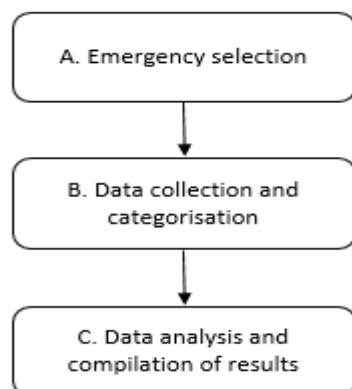 A. Emergency selection
B. Data collection and
categorisation
C. Data analysis and
compilation of results